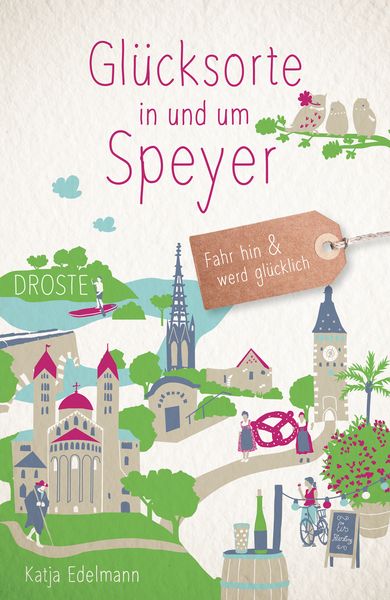 Glücksorte
in und um
Speyer
Fahr hin &
werd glücklich
DROSTE
Katja Edelmann